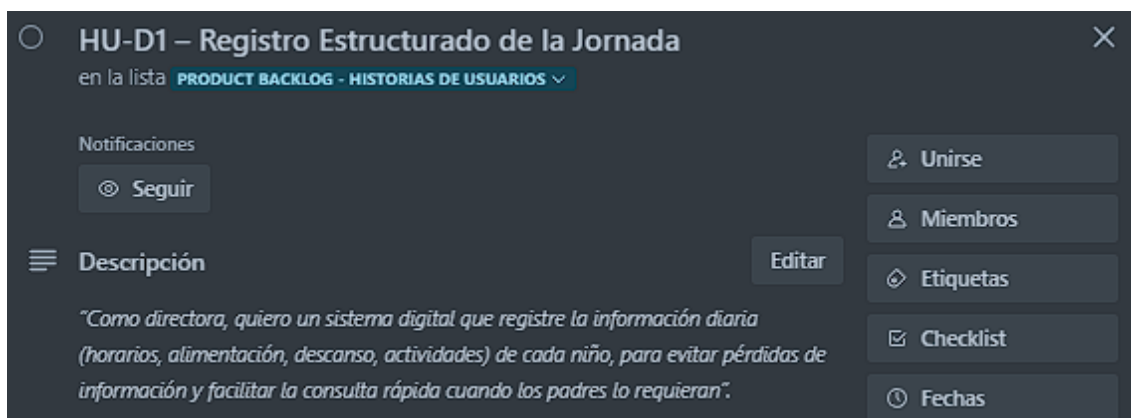 HU-D1 – Registro Estructurado de la Jornada
en la lista PRODUCT BACKLOG - HISTORIAS DE USUARIOS
Notificaciones
Seguir
Unirse
Miembros
Descripción
Editar
Etiquetas
"Como directora, quiero un sistema digital que registre la información diaria
(horarios, alimentación, descanso, actividades) de cada niño, para evitar pérdidas de
información y facilitar la consulta rápida cuando los padres lo requieran".
Checklist
Fechas